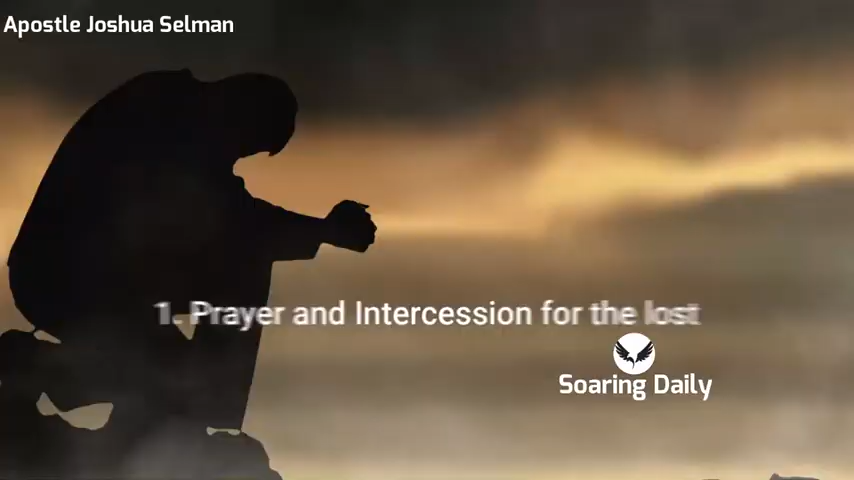 Apostle Joshua Selman
1. Prayer and Intercession for the lost
Soaring Daily